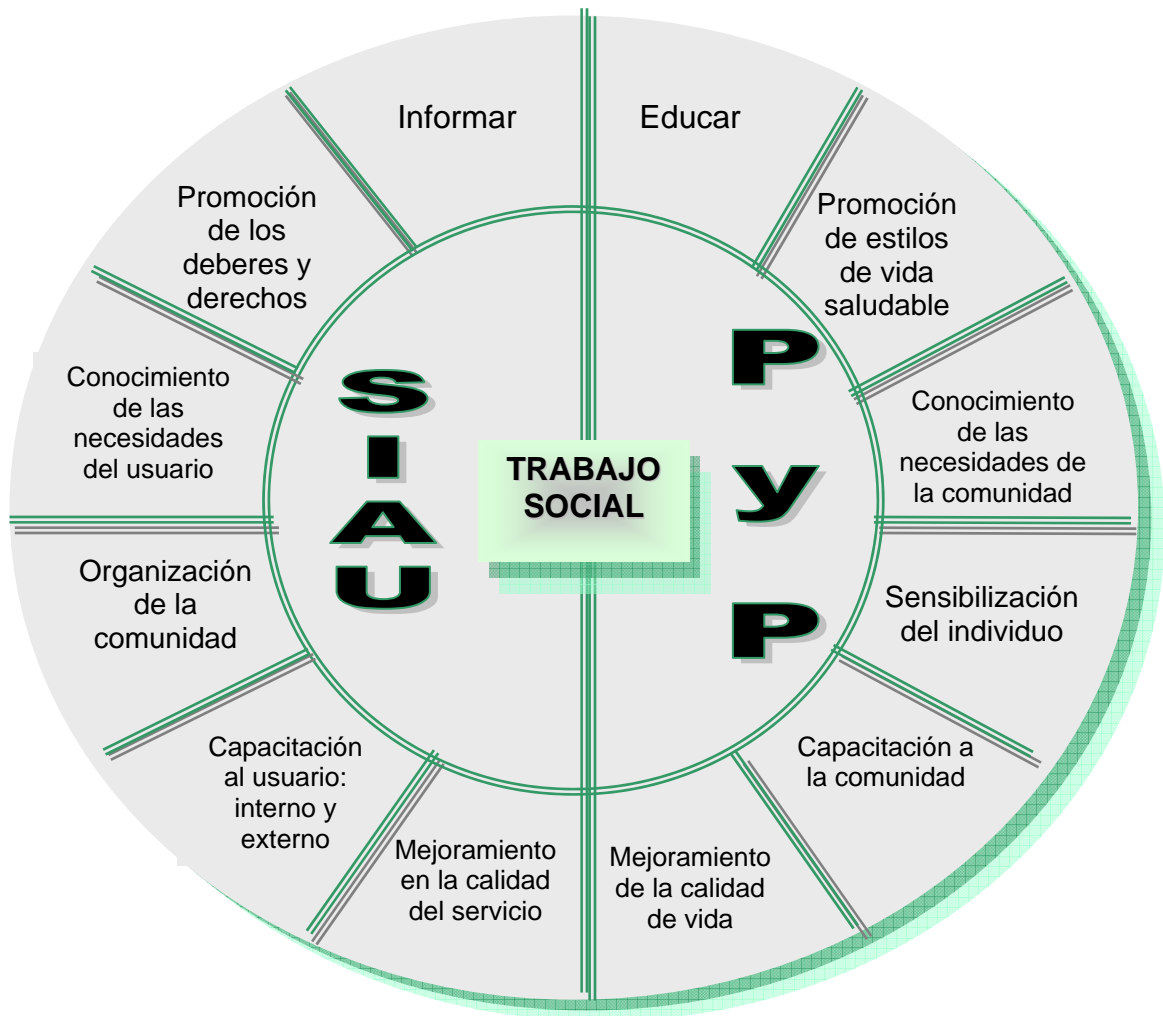 Informar
Educar
Promoción
de los
deberes y
derechos
Promoción
de estilos
de vida
saludable
Conocimiento
de las
necesidades
del usuario
SIAU
TRABAJO
SOCIAL
PyP
Conocimiento
de las
necesidades de
la comunidad
Organización
de la
comunidad
Sensibilización
del individuo
Capacitación
al usuario:
interno y
externo
Capacitación a
la comunidad
Mejoramiento
en la calidad
del servicio
Mejoramiento
de la calidad
de vida